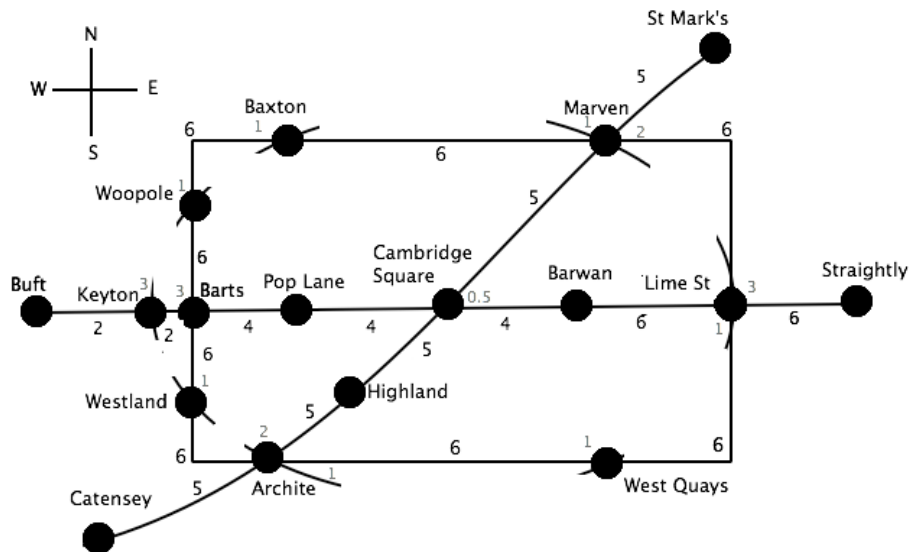 St Mark's
N
W E
S
5
Baxton
Marven
6 1 1 2 6
6
Woopole 1
5
6
Cambridge
Square
Buft
Keyton 3 3 Barts
Pop Lane
Barwan
Lime St 3
Straightly
0.5
2 2 4 4 4 6 1 6
6
5
Westland 1
Highland
5
6 2 6 1 6
5 Archite 1
West Quays
Catensey